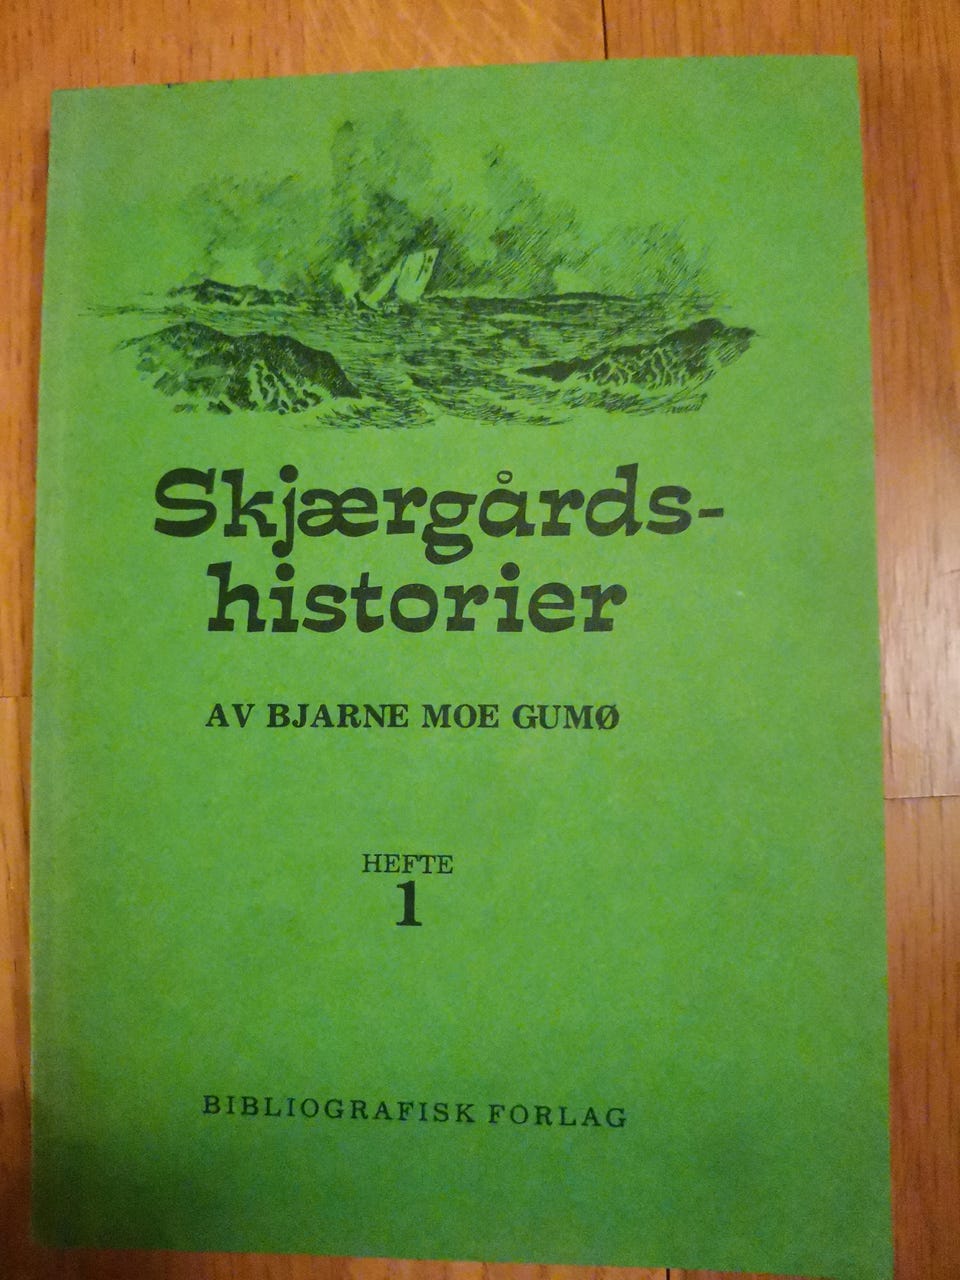 Skjærgårds-
historier
AV BJARNE MOE GUMØ
HEFTE
1
BIBLIOGRAFISK FORLAG